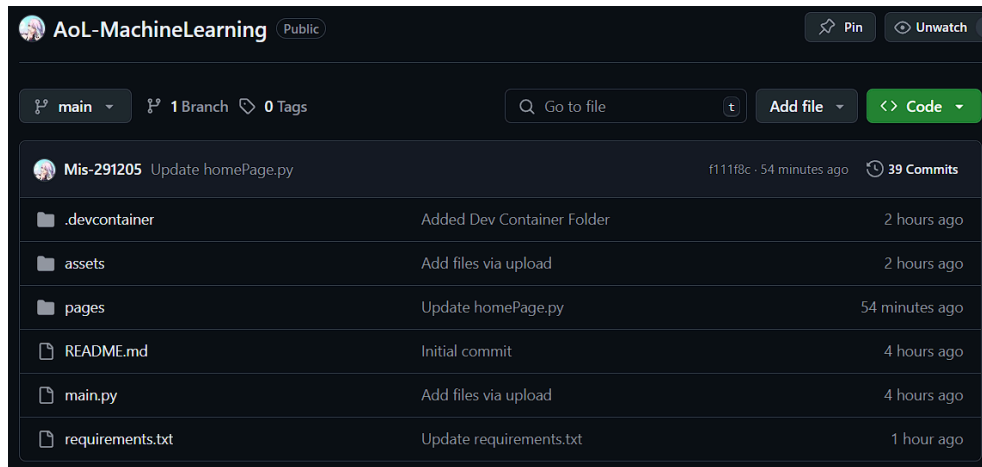 AoL-MachineLearning Public Pin Unwatch
main 1 Branch 0 Tags Go to file t Add file Code
Mis-291205 Update homePage.py f111f8c · 54 minutes ago 39 Commits
.devcontainer Added Dev Container Folder 2 hours ago
assets Add files via upload 2 hours ago
pages Update homePage.py 54 minutes ago
README.md Initial commit 4 hours ago
main.py Add files via upload 4 hours ago
requirements.txt Update requirements.txt 1 hour ago